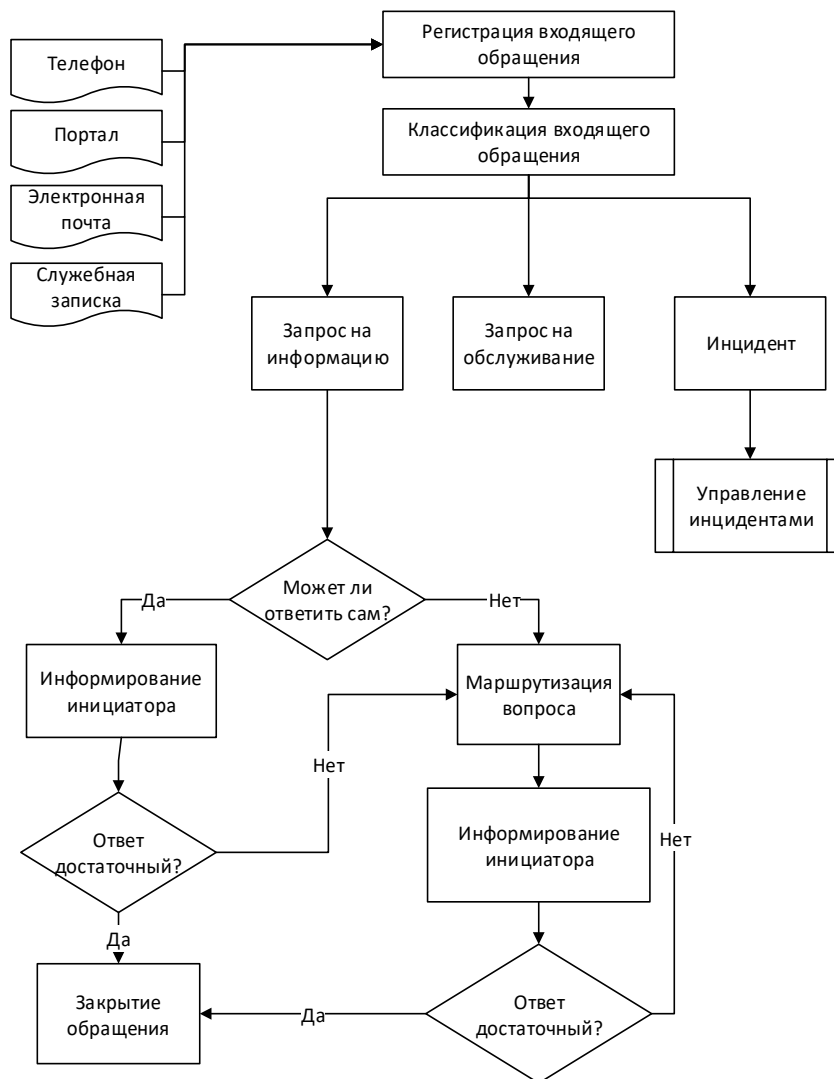 Регистрация входящего
обращения
Телефон
Портал
Электронная
почта
Служебная
записка
Классификация входящего
обращения
Запрос на
информацию
Запрос на
обслуживание
Инцидент
Управление
инцидентами
Может ли
ответить сам?
Да
Нет
Информирование
инициатора
Маршрутизация
вопроса
Нет
Ответ
достаточный?
Информирование
инициатора
Нет
Да
Закрытие
обращения
Да
Ответ
достаточный?